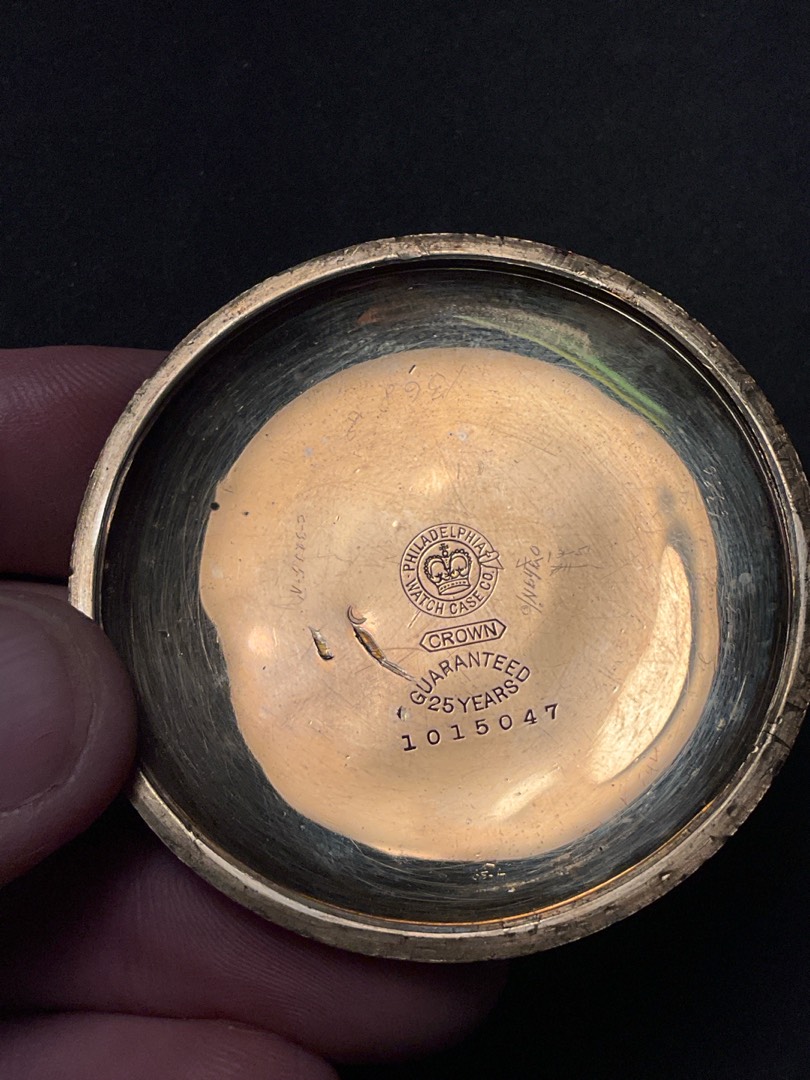 PHILADELPHIA
WATCH CASE CO.
CROWN
GUARANTEED
25 YEARS
1015047